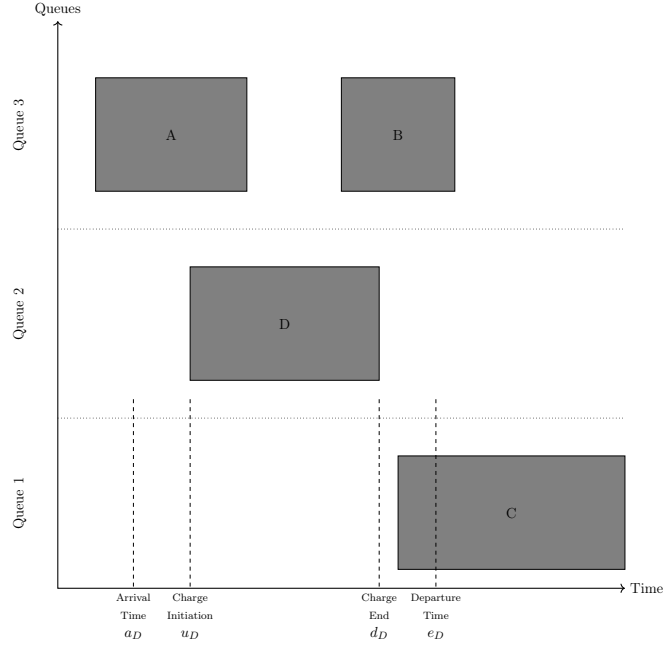 Queues
Queue 3
A
B
Queue 2
D
Queue 1
C
Time
Arrival
Time
a_D
Charge
Initiation
u_D
Charge
End
d_D
Departure
Time
e_D